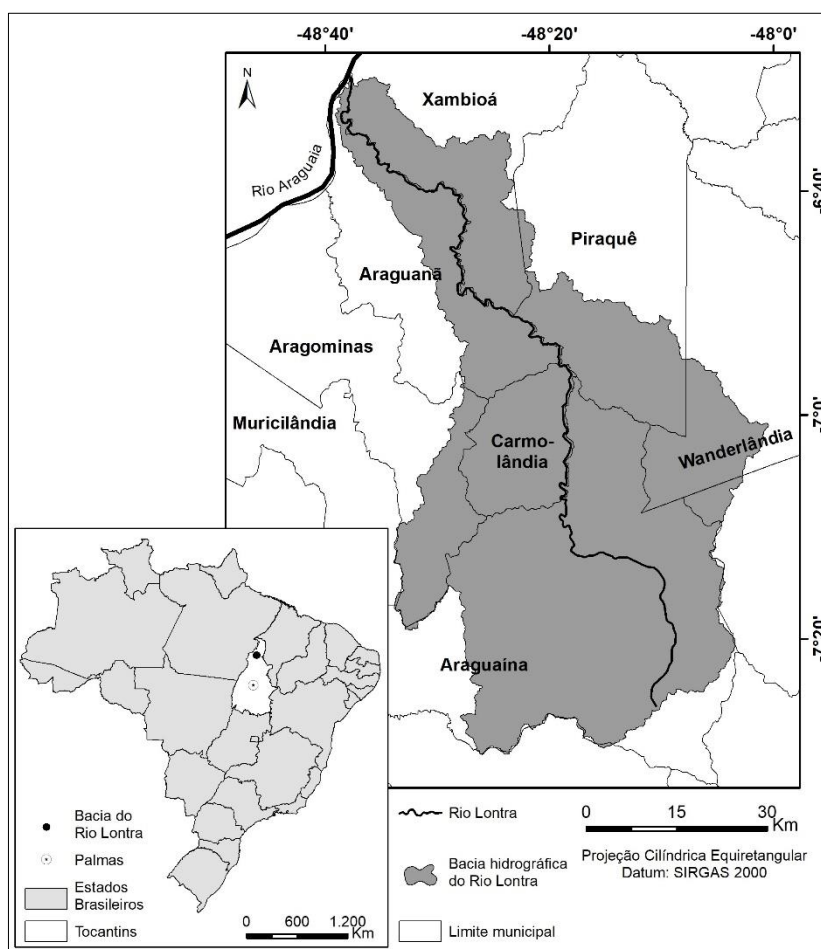 -48°40'
-48°20'
-48°0'
N
Xambioá
Rio Araguaia
-6°40'
Piraquê
Araguanã
Aragominas
-7°0'
Muricilândia
Carmo-
lândia
Wanderlândia
-7°20'
Araguaína
Bacia do
Rio Lontra
Palmas
Estados
Brasileiros
Tocantins
0 600 1.200
Km
Rio Lontra
Bacia hidrográfica
do Rio Lontra
Limite municipal
0 15 30
Km
Projeção Cilíndrica Equiretangular
Datum: SIRGAS 2000